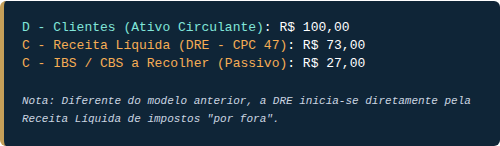 D - Clientes (Ativo Circulante): R$ 100,00
C - Receita Líquida (DRE - CPC 47): R$ 73,00
C - IBS / CBS a Recolher (Passivo): R$ 27,00
Nota: Diferente do modelo anterior, a DRE inicia-se diretamente pela
Receita Líquida de impostos "por fora".